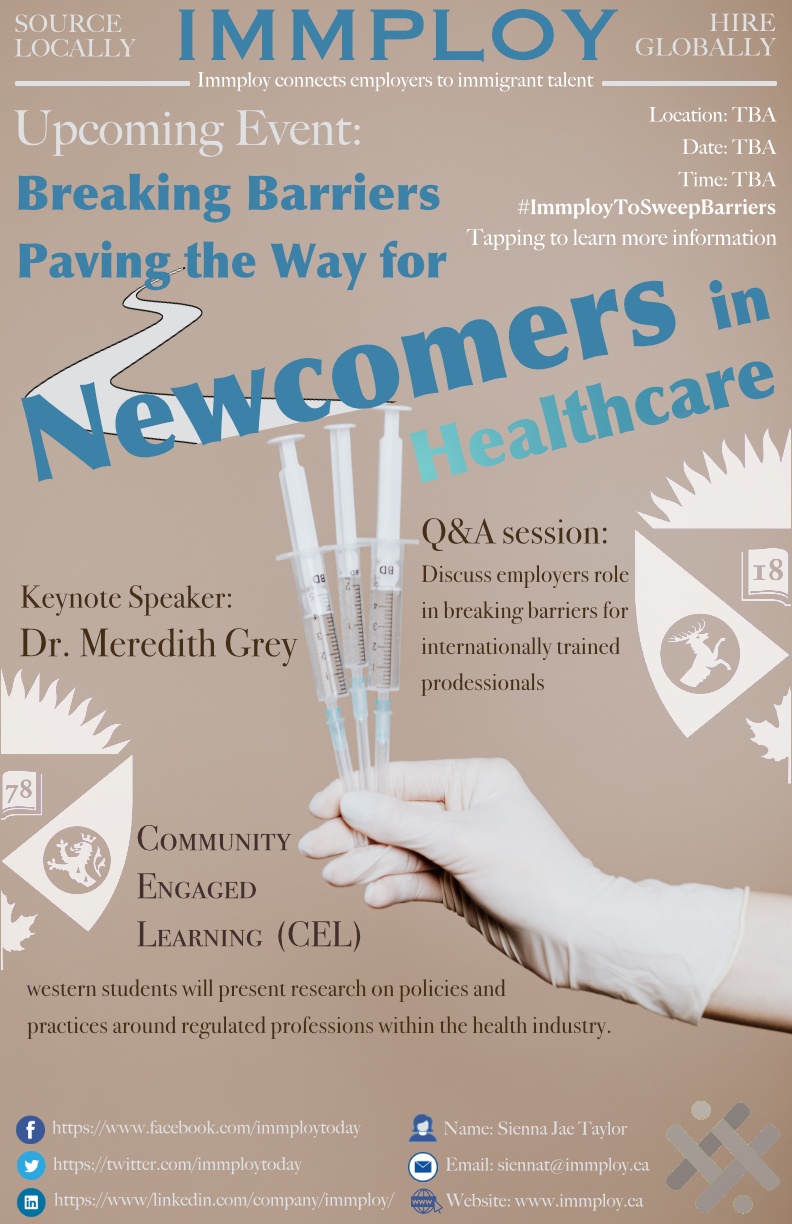 SOURCE
LOCALLY
IMMPLOY
HIRE
GLOBALLY
Immploy connects employers to immigrant talent
Upcoming Event:
Location: TBA
Date: TBA
Time: TBA
#ImmployToSweepBarriers
Tapping to learn more information
Breaking Barriers
Paving the Way for
Newcomers in
Healthcare
Q&A session:
Discuss employers role
in breaking barriers for
internationally trained
prodessionals
18
Keynote Speaker:
Dr. Meredith Grey
BD
BD
BD
78
COMMUNITY
ENGAGED
LEARNING (CEL)
western students will present research on policies and
practices around regulated professions within the health industry.
https://www.facebook.com/immploytoday
https://twitter.com/immploytoday
https://www/linkedin.com/company/immploy/
Name: Sienna Jae Taylor
Email: siennat@immploy.ca
www
Website: www.immploy.ca